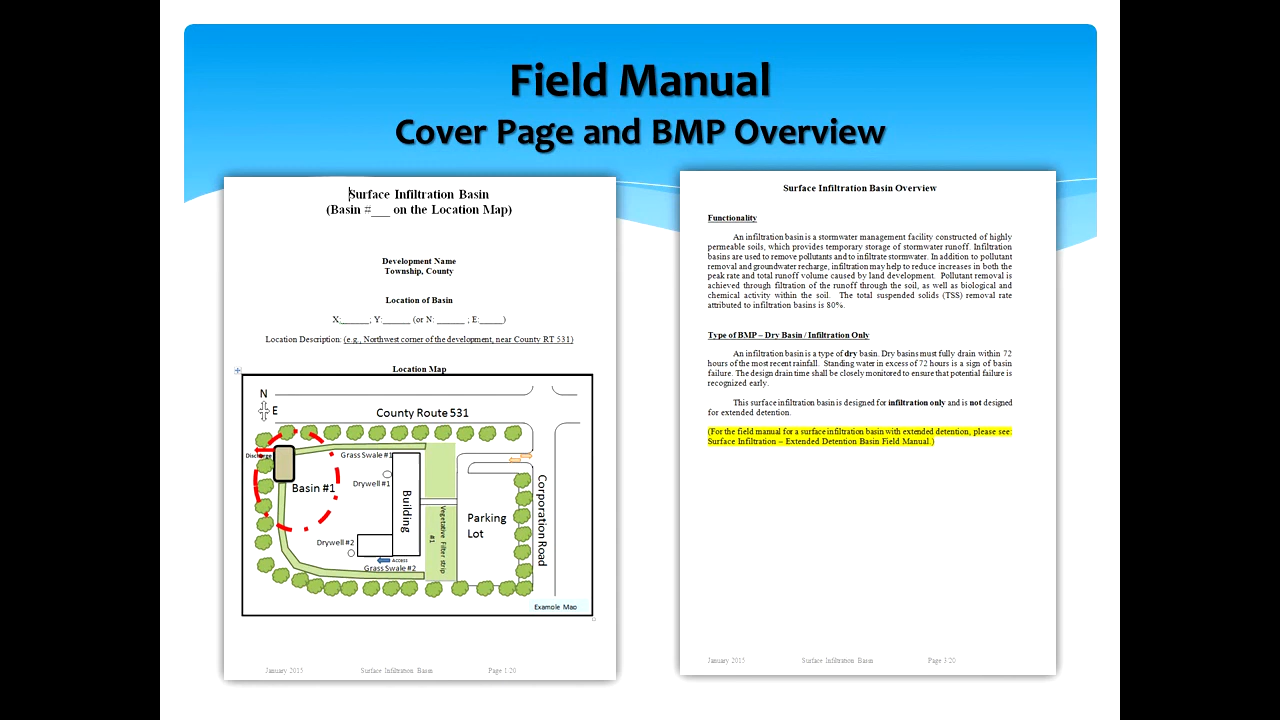 Field Manual
Cover Page and BMP Overview
Surface Infiltration Basin
(Basin #___ on the Location Map)
Development Name
Township, County
Location of Basin
X:______; Y:______ (or N: ______ ; E:_____)
Location Description: (e.g., Northwest corner of the development, near County RT 531)
Location Map
N
E
County Route 531
Discharge
Grass Swale #1
Drywell #1
Basin #1
Building
Vegetative Filter strip #1
Parking
Lot
Corporation Road
Drywell #2
Access
Grass Swale #2
Example Map
January 2015 Surface Infiltration Basin Page 1-20
Surface Infiltration Basin Overview
Functionality
An infiltration basin is a stormwater management facility constructed of highly
permeable soils, which provides temporary storage of stormwater runoff. Infiltration
basins are used to remove pollutants and to infiltrate stormwater. In addition to pollutant
removal and groundwater recharge, infiltration may help to reduce increases in both the
peak rate and total runoff volume caused by land development. Pollutant removal is
achieved through filtration of the runoff through the soil, as well as biological and
chemical activity within the soil. The total suspended solids (TSS) removal rate
attributed to infiltration basins is 80%.
Type of BMP – Dry Basin / Infiltration Only
An infiltration basin is a type of dry basin. Dry basins must fully drain within 72
hours of the most recent rainfall. Standing water in excess of 72 hours is a sign of basin
failure. The design drain time shall be closely monitored to ensure that potential failure is
recognized early.
This surface infiltration basin is designed for infiltration only and is not designed
for extended detention.
(For the field manual for a surface infiltration basin with extended detention, please see:
Surface Infiltration – Extended Detention Basin Field Manual.)
January 2015 Surface Infiltration Basin Page 3-20